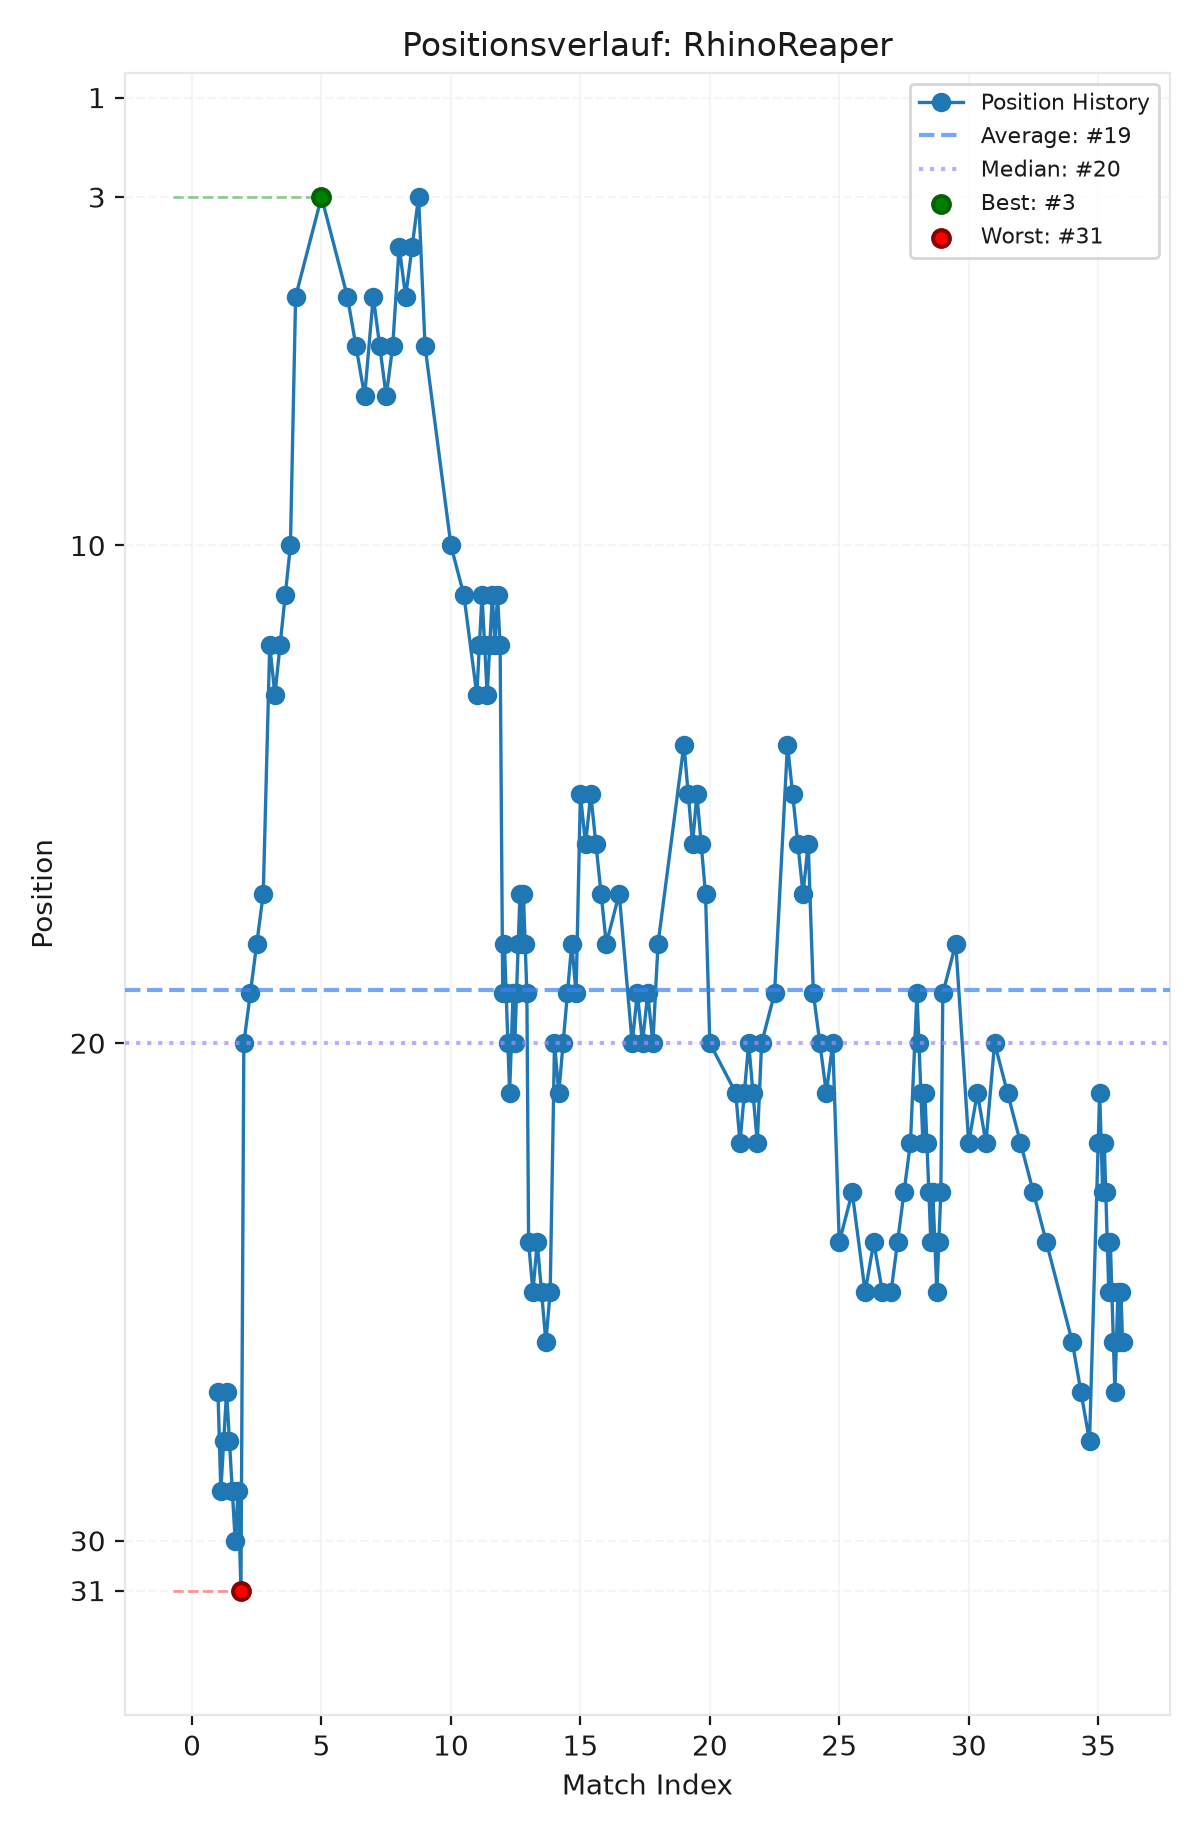 Positionsverlauf: RhinoReaper
Position History
Average: #19
Median: #20
Best: #3
Worst: #31
Position
1
3
10
20
30
31
0 5 10 15 20 25 30 35
Match Index